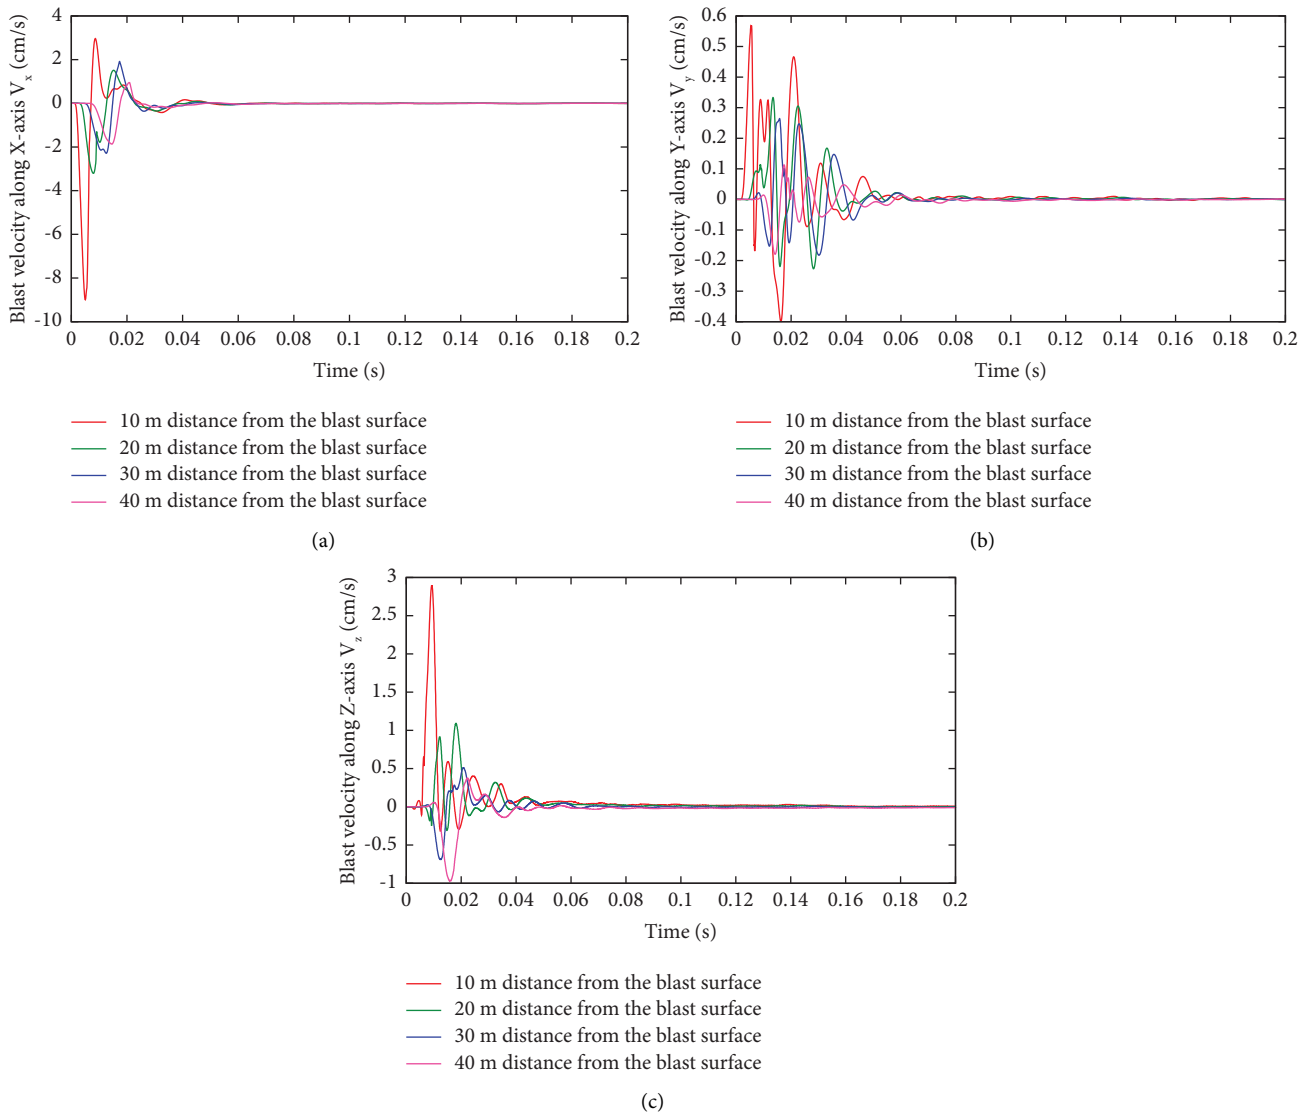 Blast velocity along X-axis Vx (cm/s)
4
2
0
-2
-4
-6
-8
-10
0 0.02 0.04 0.06 0.08 0.1 0.12 0.14 0.16 0.18 0.2
Time (s)
10 m distance from the blast surface
20 m distance from the blast surface
30 m distance from the blast surface
40 m distance from the blast surface
(a)
Blast velocity along Y-axis Vy (cm/s)
0.6
0.5
0.4
0.3
0.2
0.1
0
-0.1
-0.2
-0.3
-0.4
0 0.02 0.04 0.06 0.08 0.1 0.12 0.14 0.16 0.18 0.2
Time (s)
10 m distance from the blast surface
20 m distance from the blast surface
30 m distance from the blast surface
40 m distance from the blast surface
(b)
Blast velocity along Z-axis Vz (cm/s)
3
2.5
2
1.5
1
0.5
0
-0.5
-1
0 0.02 0.04 0.06 0.08 0.1 0.12 0.14 0.16 0.18 0.2
Time (s)
10 m distance from the blast surface
20 m distance from the blast surface
30 m distance from the blast surface
40 m distance from the blast surface
(c)